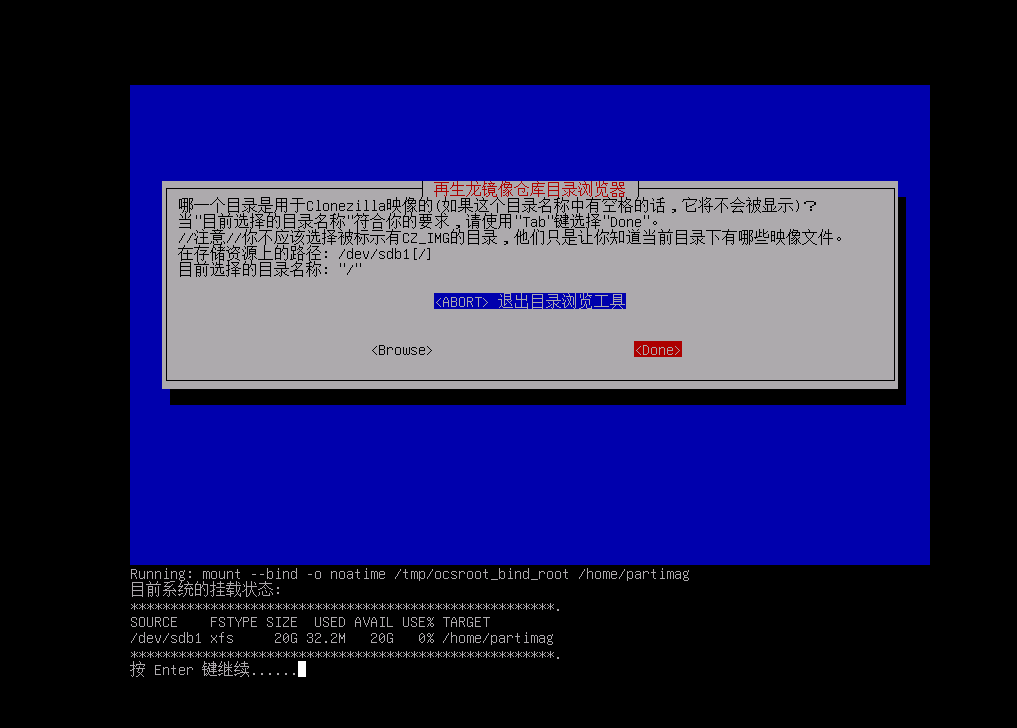 再生龙镜像仓库目录浏览器
哪一个目录是用于Clonezilla映像的(如果这个目录名称中有空格的话,它将不会被显示)?
当"目前选择的目录名称"符合你的要求,请使用"Tab"键选择"Done"。
//注意//你不应该选择被标示有CZ_IMG的目录,他们只是让你知道当前目录下有哪些映像文件。
在存储资源上的路径: /dev/sdb1[/]
目前选择的目录名称: "/"
<ABORT> 退出目录浏览工具
<Browse> <Done>
Running: mount --bind -o noatime /tmp/ocsroot_bind_root /home/partimag
目前系统的挂载状态:
*****************************************************.
SOURCE    FSTYPE SIZE  USED AVAIL USE% TARGET
/dev/sdb1 xfs     20G 32.2M   20G   0% /home/partimag
*****************************************************.
按 Enter 键继续......